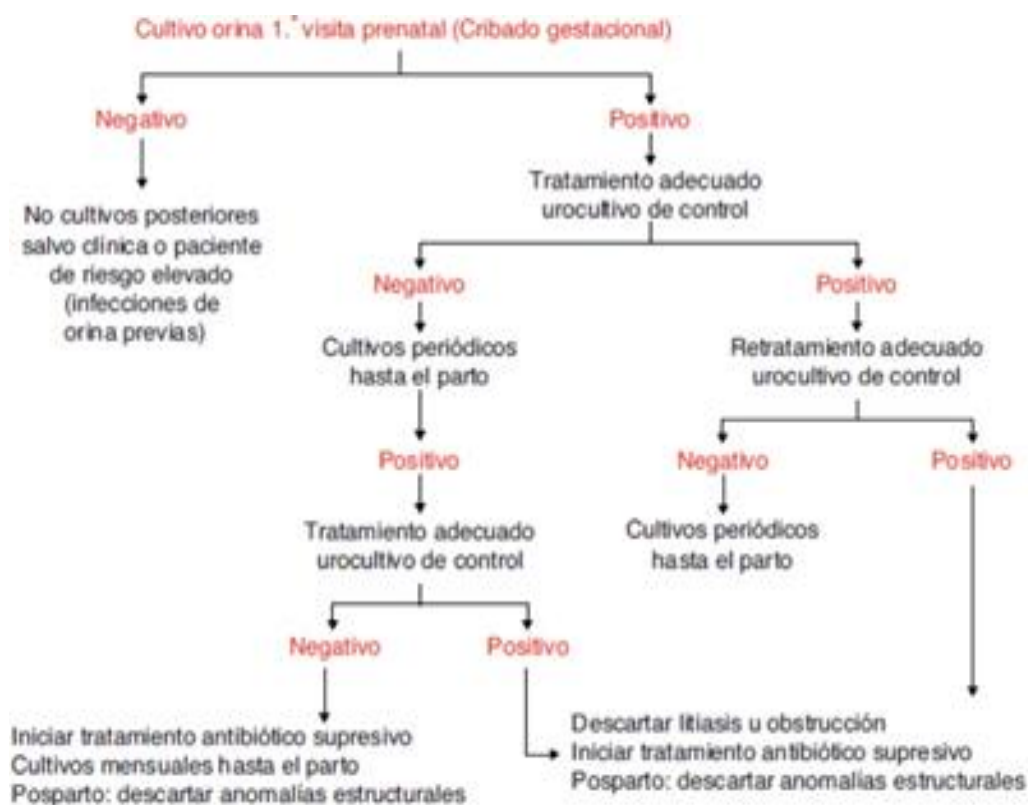 Cultivo orina 1.ª visita prenatal (Cribado gestacional)
Negativo
Positivo
No cultivos posteriores
salvo clínica o paciente
de riesgo elevado
(infecciones de
orina previas)
Tratamiento adecuado
urocultivo de control
Negativo
Positivo
Cultivos periódicos
hasta el parto
Retratamiento adecuado
urocultivo de control
Positivo
Negativo
Positivo
Tratamiento adecuado
urocultivo de control
Cultivos periódicos
hasta el parto
Negativo
Positivo
Iniciar tratamiento antibiótico supresivo
Cultivos mensuales hasta el parto
Posparto: descartar anomalías estructurales
Descartar litiasis u obstrucción
Iniciar tratamiento antibiótico supresivo
Posparto: descartar anomalías estructurales